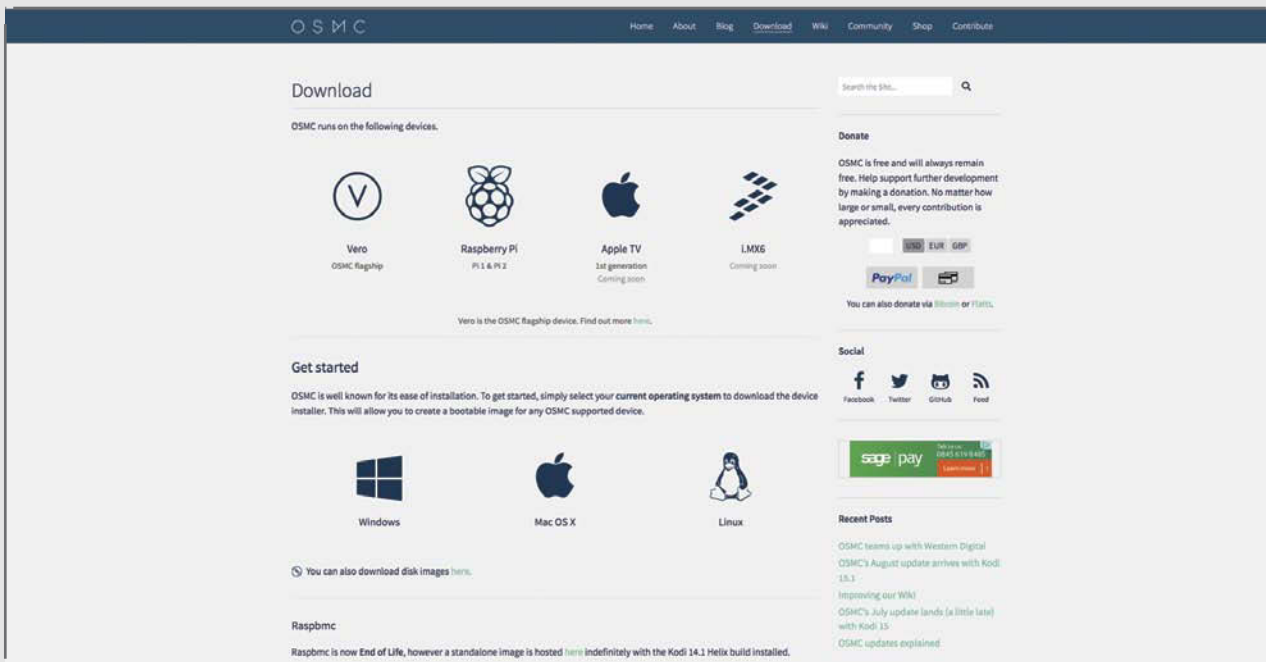 OSMC
Home About Blog Download Wiki Community Shop Contribute
Download
OSMC runs on the following devices.
V
Vero
OSMC flagship
Raspberry Pi
Pi 1 & Pi 2
Apple TV
1st generation
Coming soon
I.MX6
Coming soon
Vero is the OSMC flagship device. Find out more here.
Get started
OSMC is well known for its ease of installation. To get started, simply select your current operating system to download the device
installer. This will allow you to create a bootable image for any OSMC supported device.
Windows
Mac OS X
Linux
You can also download disk images here.
Raspbmc
Raspbmc is now End of Life, however a standalone image is hosted here indefinitely with the Kodi 14.1 Helix build installed.
Search the Site...
Donate
OSMC is free and will always remain
free. Help support further development
by making a donation. No matter how
large or small, every contribution is
appreciated.
USD EUR GBP
PayPal
You can also donate via Bitcoin or Flattr.
Social
Facebook Twitter GitHub Feed
sage pay
Talk to us
0845 619 8485
Learn more
Recent Posts
OSMC teams up with Western Digital
OSMC's August update arrives with Kodi
15.1
Improving our Wiki
OSMC's July update lands (a little late)
with Kodi 15
OSMC updates explained